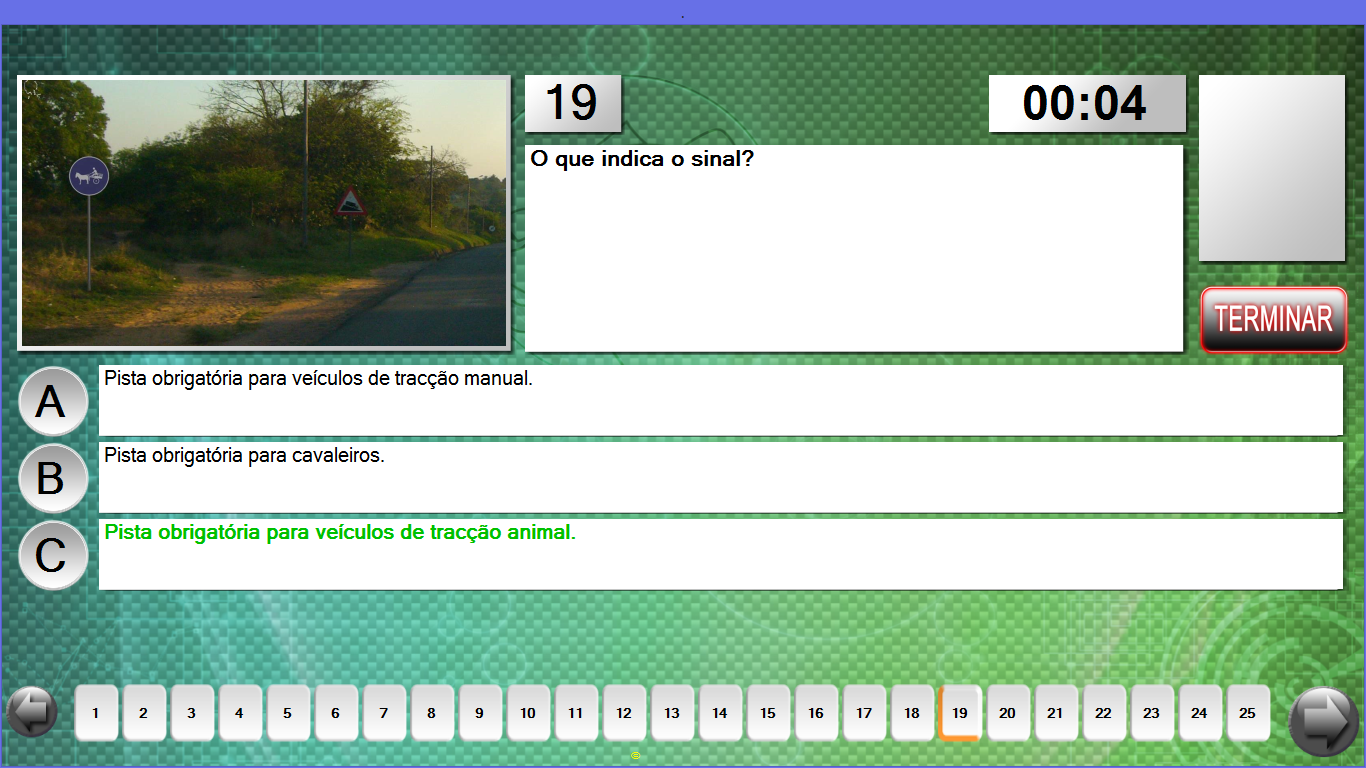 19
00:04
O que indica o sinal?
TERMINAR
A
Pista obrigatória para veículos de tracção manual.
B
Pista obrigatória para cavaleiros.
C
Pista obrigatória para veículos de tracção animal.
1 2 3 4 5 6 7 8 9 10 11 12 13 14 15 16 17 18 19 20 21 22 23 24 25